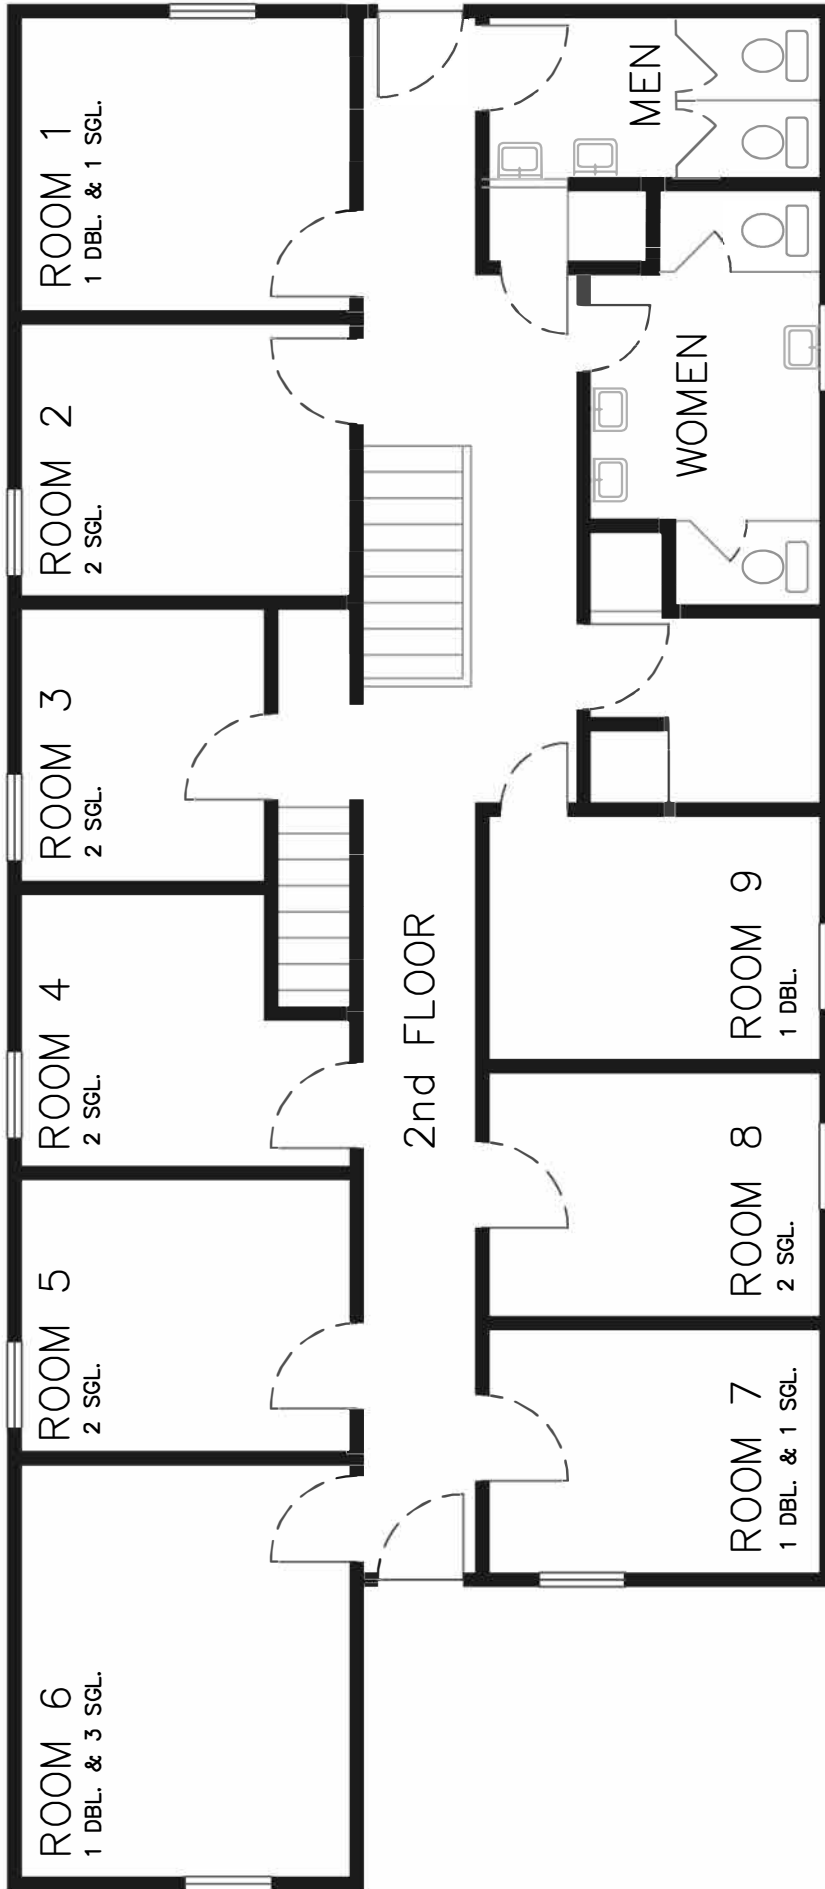 ROOM 1
1 DBL. & 1 SGL.
ROOM 2
2 SGL.
ROOM 3
2 SGL.
ROOM 4
2 SGL.
ROOM 5
2 SGL.
ROOM 6
1 DBL. & 3 SGL.
2nd FLOOR
MEN
WOMEN
ROOM 9
1 DBL.
ROOM 8
2 SGL.
ROOM 7
1 DBL. & 1 SGL.